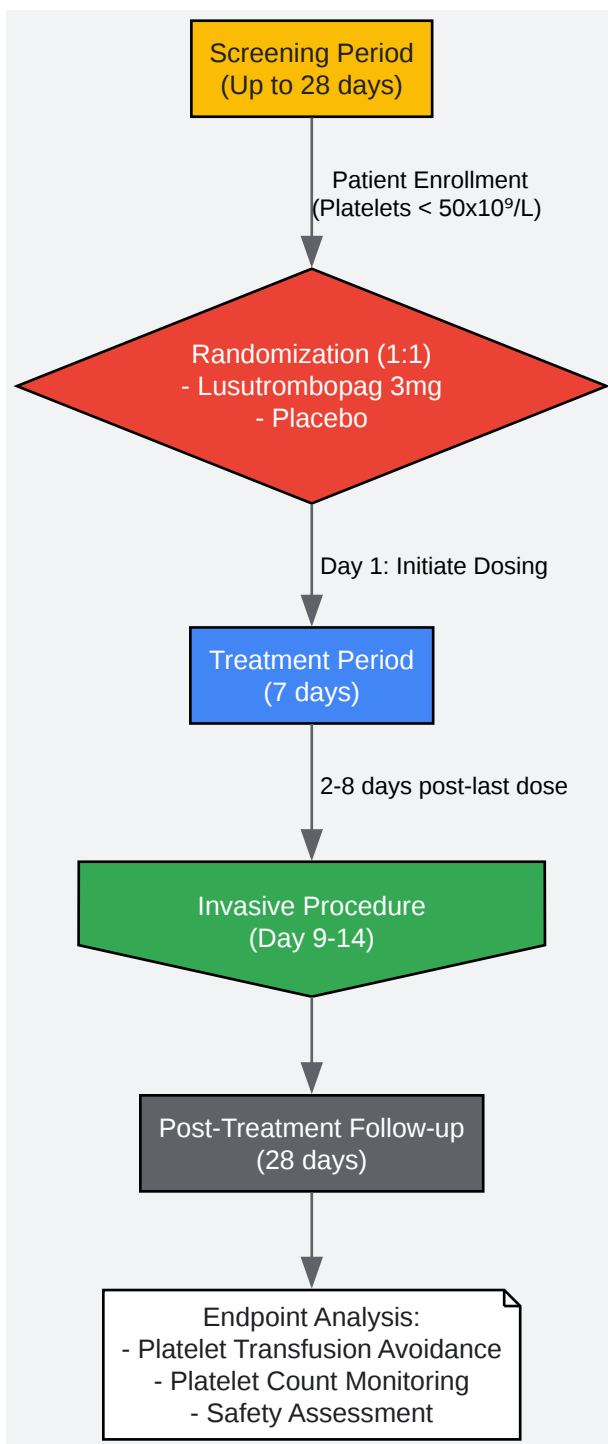 Screening Period
(Up to 28 days)
Patient Enrollment
(Platelets < 50x10⁹/L)
Randomization (1:1)
- Lusutrombopag 3mg
- Placebo
Day 1: Initiate Dosing
Treatment Period
(7 days)
2-8 days post-last dose
Invasive Procedure
(Day 9-14)
Post-Treatment Follow-up
(28 days)
Endpoint Analysis:
- Platelet Transfusion Avoidance
- Platelet Count Monitoring
- Safety Assessment